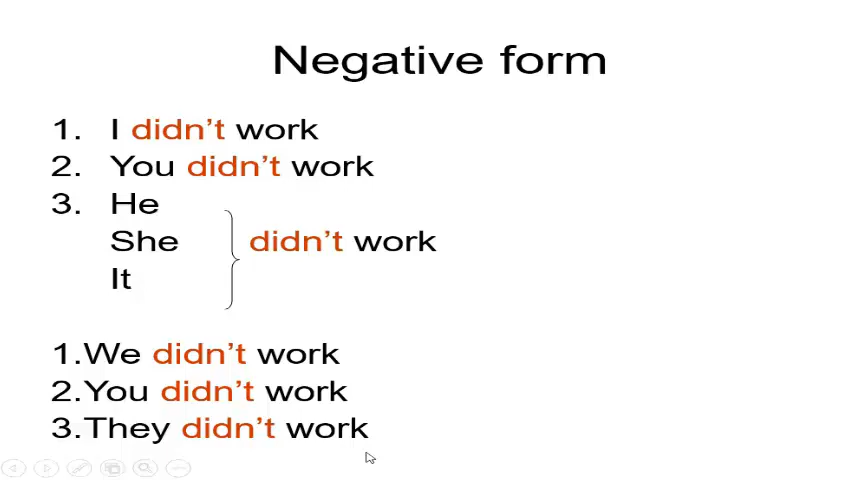 Negative form
1. I didn't work
2. You didn't work
3. He
She didn't work
It
1.We didn't work
2.You didn't work
3.They didn't work